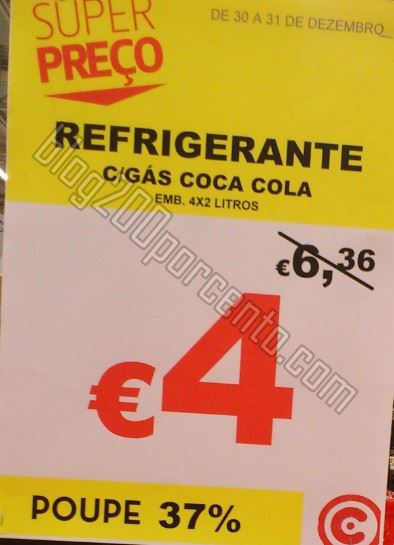 SUPER
PREÇO
DE 30 A 31 DE DEZEMBRO
REFRIGERANTE
C/GÁS COCA COLA
EMB. 4X2 LITROS
€6,36
€4
POUPE 37%
blog200porcento.com